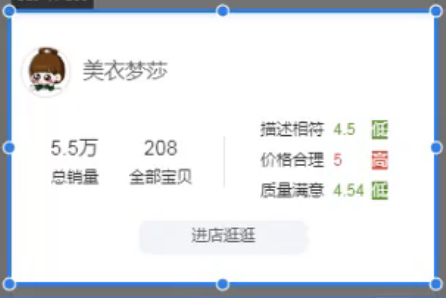 美衣梦莎
5.5万 208
总销量 全部宝贝
描述相符 4.5 低
价格合理 5 高
质量满意 4.54 低
进店逛逛